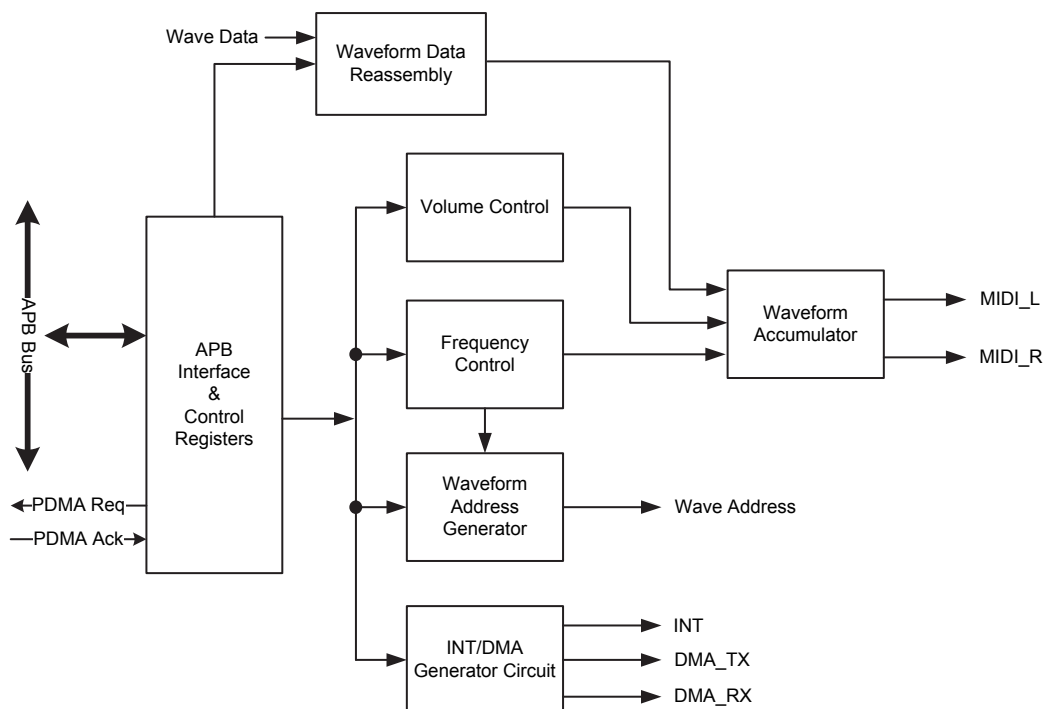 Wave Data
Waveform Data
Reassembly
Volume Control
APB Bus
APB
Interface
&
Control
Registers
Frequency
Control
Waveform
Accumulator
MIDI_L
MIDI_R
PDMA Req
PDMA Ack
Waveform
Address
Generator
Wave Address
INT/DMA
Generator Circuit
INT
DMA_TX
DMA_RX